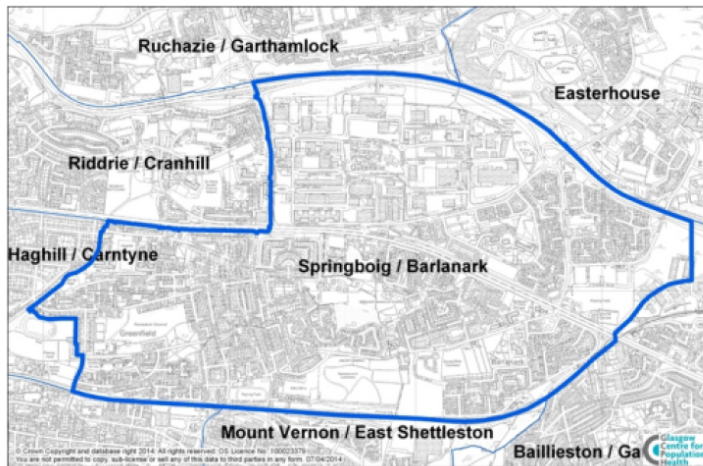 Ruchazie / Garthamlock
Easterhouse
Riddrie / Cranhill
Haghill / Carntyne
Springboig / Barlanark
Greenfield
Mount Vernon / East Shettleston
Baillieston / Ga
Glasgow
Centre for
Population
Health
© Crown Copyright and database right 2014. All rights reserved. OS Licence No 100023379
You are not permitted to copy, sub-license or sell any of this data to third parties in any form. 07/04/2014